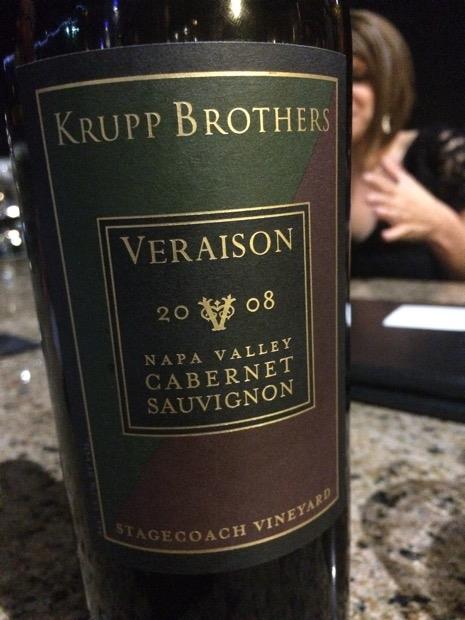 KRUPP BROTHERS
VERAISON
20 V 08
NAPA VALLEY
CABERNET
SAUVIGNON
STAGECOACH VINEYARD